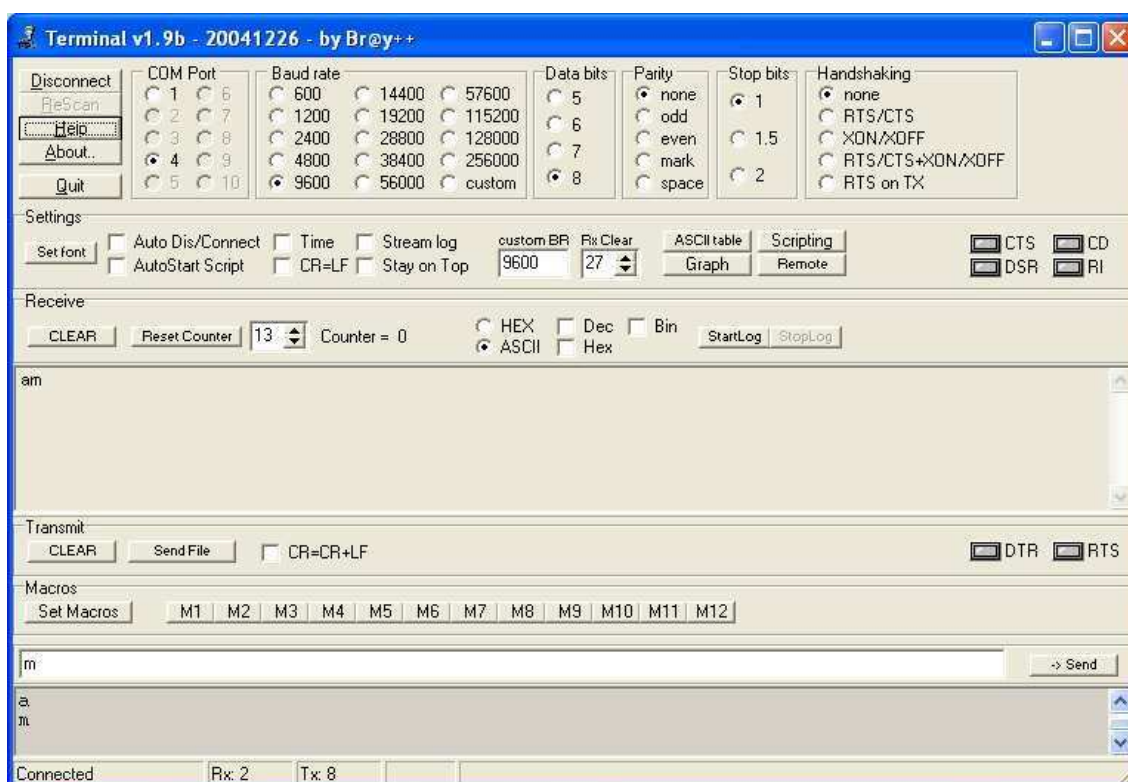 Terminal v1.9b - 20041226 - by Br@y++
Disconnect
ReScan
Help
About..
Quit
COM Port
1 6
2 7
3 8
4 9
5 10
Baud rate
600 14400 57600
1200 19200 115200
2400 28800 128000
4800 38400 256000
9600 56000 custom
Data bits
5
6
7
8
Parity
none
odd
even
mark
space
Stop bits
1
1.5
2
Handshaking
none
RTS/CTS
XON/XOFF
RTS/CTS+XON/XOFF
RTS on TX
Settings
Set font
Auto Dis/Connect Time Stream log
AutoStart Script CR=LF Stay on Top
custom BR Rx Clear
9600 27
ASCII table Scripting
Graph Remote
CTS CD
DSR RI
Receive
CLEAR Reset Counter 13 Counter = 0
HEX Dec Bin
ASCII Hex
StartLog StopLog
am
Transmit
CLEAR Send File CR=CR+LF DTR RTS
Macros
Set Macros M1 M2 M3 M4 M5 M6 M7 M8 M9 M10 M11 M12
m -> Send
a
m
Connected Rx: 2 Tx: 8